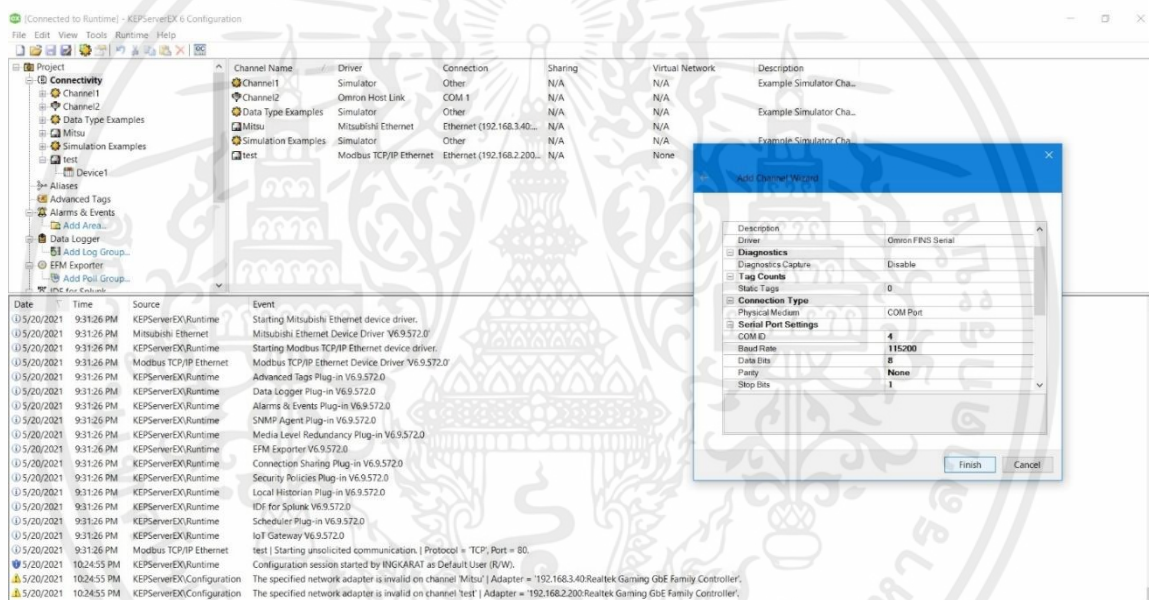 [Connected to Runtime] - KEPServerEX 6 Configuration
File Edit View Tools Runtime Help
Project
Connectivity
Channel1
Channel2
Data Type Examples
Mitsu
Simulation Examples
test
Device1
Aliases
Advanced Tags
Alarms & Events
Add Area...
Data Logger
Add Log Group...
EFM Exporter
Add Poll Group...
IDF for Splunk
Channel Name Driver Connection Sharing Virtual Network Description
Channel1 Simulator Other N/A N/A Example Simulator Cha...
Channel2 Omron Host Link COM 1 N/A N/A
Data Type Examples Simulator Other N/A N/A Example Simulator Cha...
Mitsu Mitsubishi Ethernet Ethernet (192.168.3.40:... N/A N/A
Simulation Examples Simulator Other N/A N/A Example Simulator Cha...
test Modbus TCP/IP Ethernet Ethernet (192.168.2.200... N/A None
Add Channel Wizard
Description
Driver Omron FINS Serial
Diagnostics
Diagnostics Capture Disable
Tag Counts
Static Tags 0
Connection Type
Physical Medium COM Port
Serial Port Settings
COM ID 4
Baud Rate 115200
Data Bits 8
Parity None
Stop Bits 1
Finish Cancel
Date Time Source Event
5/20/2021 9:31:26 PM KEPServerEX\Runtime Starting Mitsubishi Ethernet device driver.
5/20/2021 9:31:26 PM Mitsubishi Ethernet Mitsubishi Ethernet Device Driver V6.9.572.0'
5/20/2021 9:31:26 PM KEPServerEX\Runtime Starting Modbus TCP/IP Ethernet device driver.
5/20/2021 9:31:26 PM Modbus TCP/IP Ethernet Modbus TCP/IP Ethernet Device Driver 'V6.9.572.0'
5/20/2021 9:31:26 PM KEPServerEX\Runtime Advanced Tags Plug-in V6.9.572.0
5/20/2021 9:31:26 PM KEPServerEX\Runtime Data Logger Plug-in V6.9.572.0
5/20/2021 9:31:26 PM KEPServerEX\Runtime Alarms & Events Plug-in V6.9.572.0
5/20/2021 9:31:26 PM KEPServerEX\Runtime SNMP Agent Plug-in V6.9.572.0
5/20/2021 9:31:26 PM KEPServerEX\Runtime Media Level Redundancy Plug-in V6.9.572.0
5/20/2021 9:31:26 PM KEPServerEX\Runtime EFM Exporter V6.9.572.0
5/20/2021 9:31:26 PM KEPServerEX\Runtime Connection Sharing Plug-in V6.9.572.0
5/20/2021 9:31:26 PM KEPServerEX\Runtime Security Policies Plug-in V6.9.572.0
5/20/2021 9:31:26 PM KEPServerEX\Runtime Local Historian Plug-in V6.9.572.0
5/20/2021 9:31:26 PM KEPServerEX\Runtime IDF for Splunk V6.9.572.0
5/20/2021 9:31:26 PM KEPServerEX\Runtime Scheduler Plug-in V6.9.572.0
5/20/2021 9:31:26 PM KEPServerEX\Runtime IoT Gateway V6.9.572.0
5/20/2021 9:31:26 PM Modbus TCP/IP Ethernet test | Starting unsolicited communication. | Protocol = 'TCP', Port = 80.
5/20/2021 10:24:55 PM KEPServerEX\Runtime Configuration session started by INGKARAT as Default User (R/W).
5/20/2021 10:24:55 PM KEPServerEX\Configuration The specified network adapter is invalid on channel 'Mitsu' | Adapter = '192.168.3.40:Realtek Gaming GbE Family Controller'.
5/20/2021 10:24:55 PM KEPServerEX\Configuration The specified network adapter is invalid on channel 'test' | Adapter = '192.168.2.200:Realtek Gaming GbE Family Controller'.